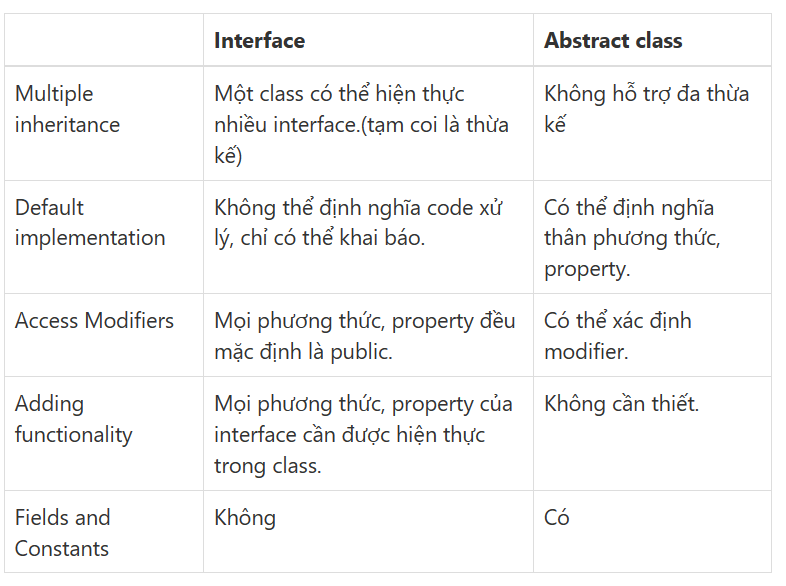 Interface
Abstract class
Multiple
inheritance
Một class có thể hiện thực
nhiều interface.(tạm coi là thừa
kế)
Không hỗ trợ đa thừa
kế
Default
implementation
Không thể định nghĩa code xử
lý, chỉ có thể khai báo.
Có thể định nghĩa
thân phương thức,
property.
Access Modifiers
Mọi phương thức, property đều
mặc định là public.
Có thể xác định
modifier.
Adding
functionality
Mọi phương thức, property của
interface cần được hiện thực
trong class.
Không cần thiết.
Fields and
Constants
Không
Có